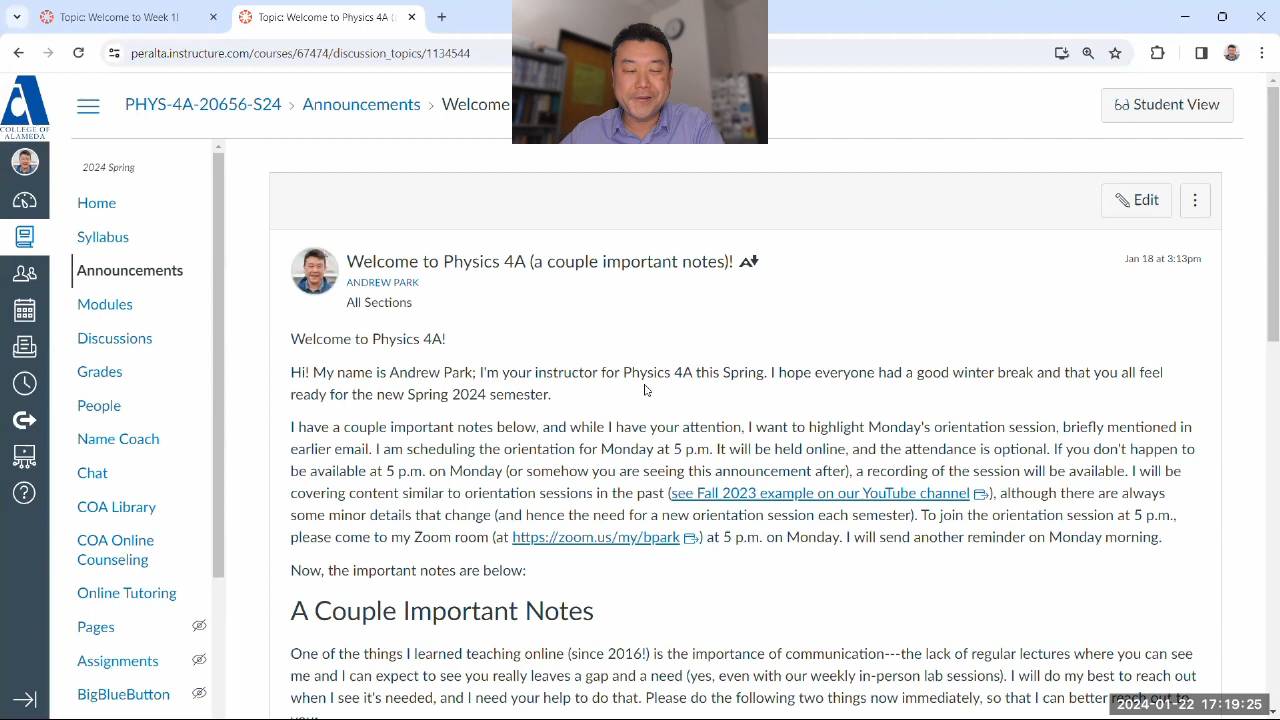 Topic: Topic to Week 1!
Topic: Welcome to Physics 4A (
peralta.instructure.com/courses/67474/discussion_topics/1134544
COLLEGE OF ALAMEDA
PHYS-4A-20656-S24 › Announcements › Welcome
Student View
2024 Spring
Home
Syllabus
Announcements
Modules
Discussions
Grades
People
Name Coach
Chat
COA Library
COA Online
Counseling
Online Tutoring
Pages
Assignments
BigBlueButton
Edit
Welcome to Physics 4A (a couple important notes)!
Jan 18 at 3:13pm
ANDREW PARK
All Sections
Welcome to Physics 4A!
Hi! My name is Andrew Park; I'm your instructor for Physics 4A this Spring. I hope everyone had a good winter break and that you all feel
ready for the new Spring 2024 semester.
I have a couple important notes below, and while I have your attention, I want to highlight Monday's orientation session, briefly mentioned in
earlier email. I am scheduling the orientation for Monday at 5 p.m. It will be held online, and the attendance is optional. If you don't happen to
be available at 5 p.m. on Monday (or somehow you are seeing this announcement after), a recording of the session will be available. I will be
covering content similar to orientation sessions in the past (see Fall 2023 example on our YouTube channel), although there are always
some minor details that change (and hence the need for a new orientation session each semester). To join the orientation session at 5 p.m.,
please come to my Zoom room (at https://zoom.us/my/bpark) at 5 p.m. on Monday. I will send another reminder on Monday morning.
Now, the important notes are below:
A Couple Important Notes
One of the things I learned teaching online (since 2016!) is the importance of communication---the lack of regular lectures where you can see
me and I can expect to see you really leaves a gap and a need (yes, even with our weekly in-person lab sessions). I will do my best to reach out
when I see it's needed, and I need your help to do that. Please do the following two things now immediately, so that I can better reach out to
2024-01-22 17:19:25